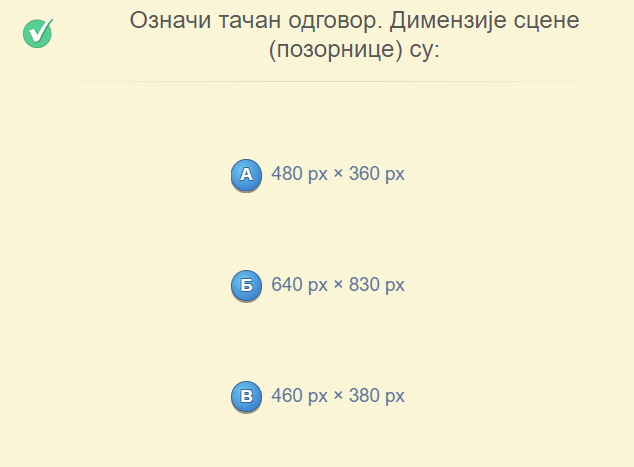 Означи тачан одговор. Димензије сцене
(позорнице) су:
А 480 px × 360 px
Б 640 px × 830 px
В 460 px × 380 px